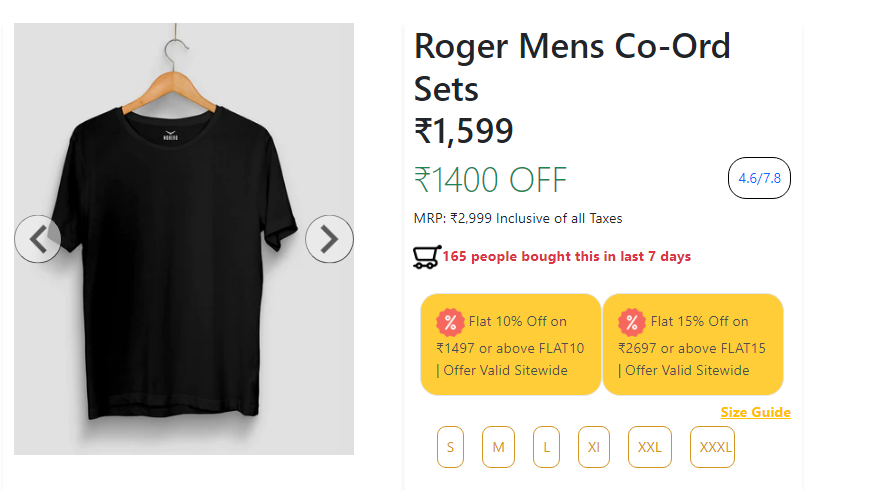 Roger Mens Co-Ord
Sets
₹1,599
₹1400 OFF
4.6/7.8
MRP: ₹2,999 Inclusive of all Taxes
165 people bought this in last 7 days
% Flat 10% Off on
₹1497 or above FLAT10
| Offer Valid Sitewide
% Flat 15% Off on
₹2697 or above FLAT15
| Offer Valid Sitewide
Size Guide
S M L Xl XXL XXXL